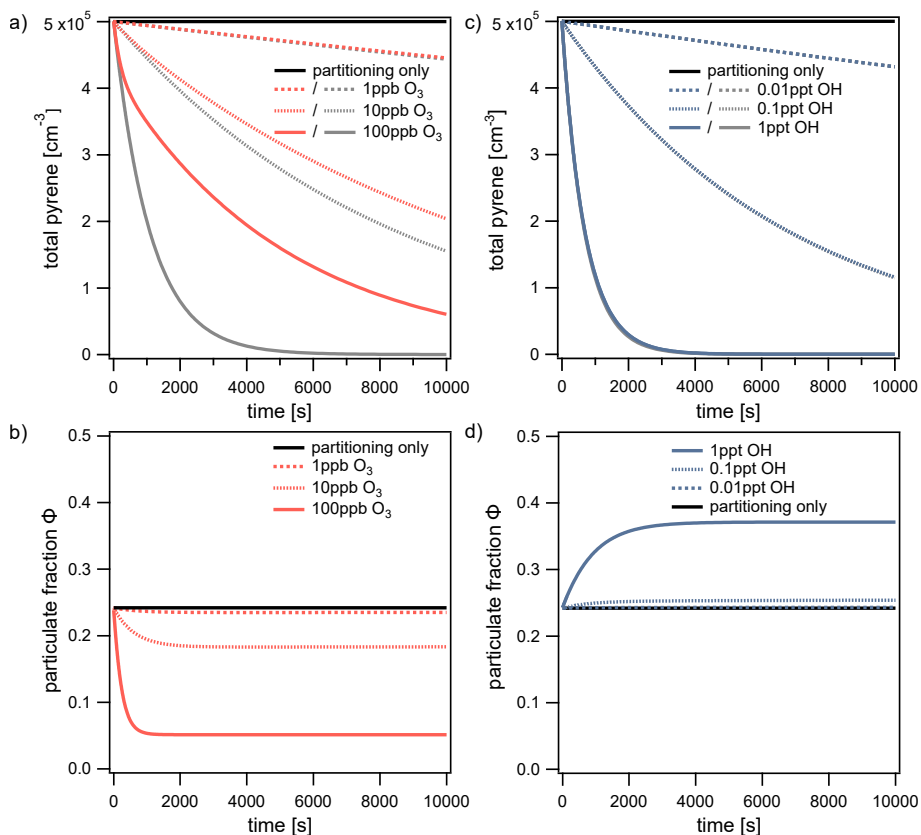 a)
total pyrene [cm-3]
5 x10^5
4
3
2
1
0
partitioning only
/ 1ppb O3
/ 10ppb O3
/ 100ppb O3
0 2000 4000 6000 8000 10000
time [s]
c)
total pyrene [cm-3]
5 x10^5
4
3
2
1
0
partitioning only
/ 0.01ppt OH
/ 0.1ppt OH
/ 1ppt OH
0 2000 4000 6000 8000 10000
time [s]
b)
particulate fraction Φ
0.5
0.4
0.3
0.2
0.1
0.0
partitioning only
1ppb O3
10ppb O3
100ppb O3
0 2000 4000 6000 8000 10000
time [s]
d)
particulate fraction Φ
0.5
0.4
0.3
0.2
0.1
0.0
1ppt OH
0.1ppt OH
0.01ppt OH
partitioning only
0 2000 4000 6000 8000 10000
time [s]